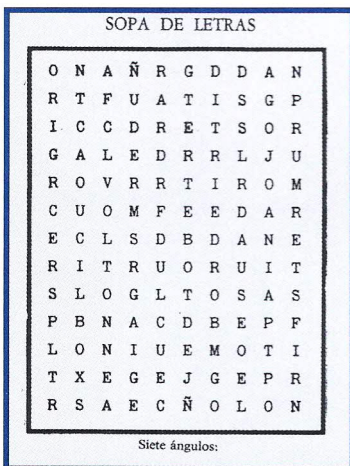 SOPA DE LETRAS
O N A Ñ R G D D A N
R T F U A T I S G P
I C C D R E T S O R
G A L E D R R L J U
R O V R R T I R O M
C U O M F E E D A R
E C L S D B D A N E
R I T R U O R U I T
S L O G L T O S A S
P B N A C D B E P F
L O N I U E M O T I
T X E G E J G E P R
R S A E C Ñ O L O N
Siete ángulos: